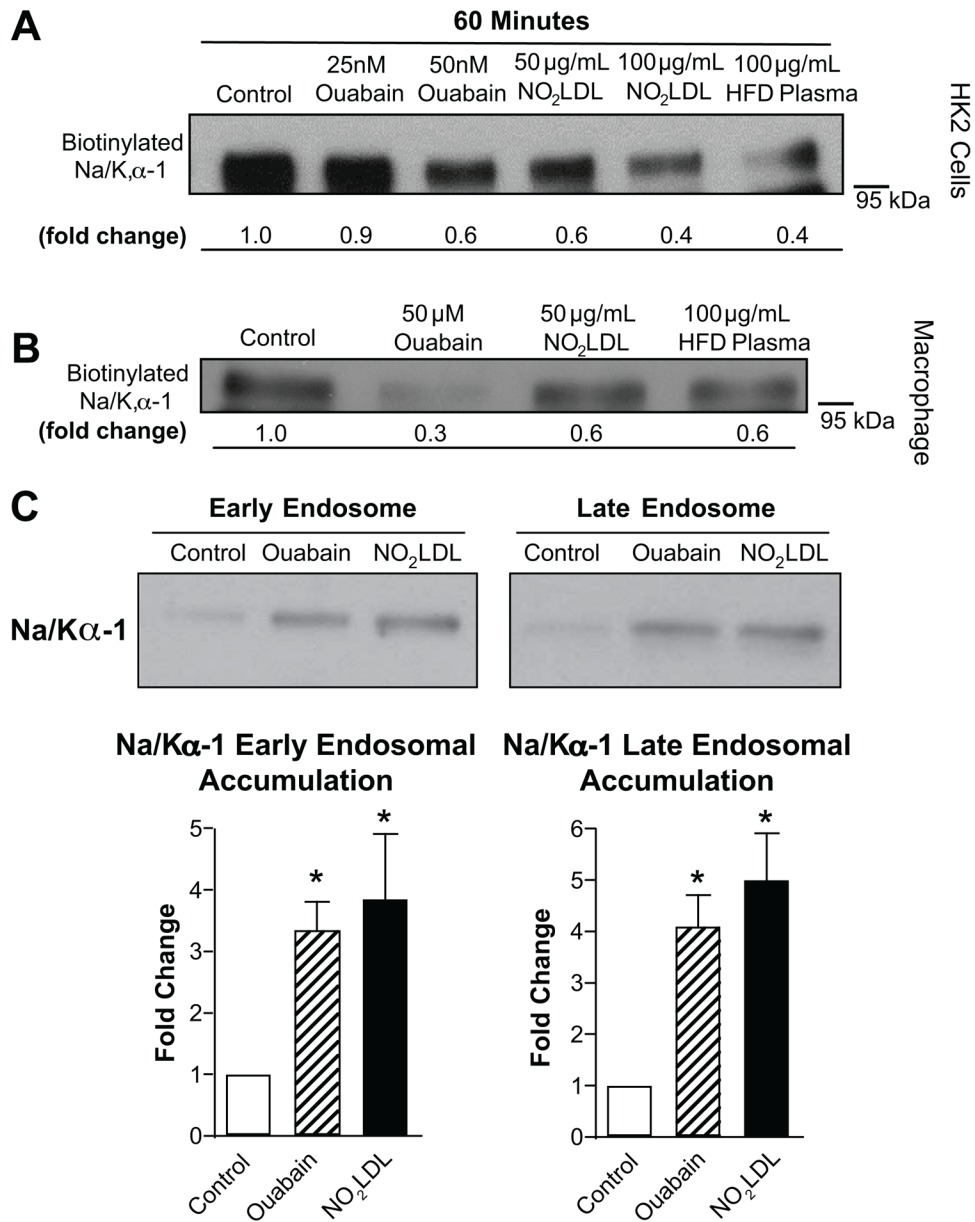 A
60 Minutes
Control
25nM
Ouabain
50nM
Ouabain
50 µg/mL
NO₂LDL
100 µg/mL
NO₂LDL
100 µg/mL
HFD Plasma
Biotinylated
Na/K,α-1
95 kDa
HK2 Cells
(fold change) 1.0 0.9 0.6 0.6 0.4 0.4
B
Control
50 µM
Ouabain
50 µg/mL
NO₂LDL
100 µg/mL
HFD Plasma
Biotinylated
Na/K,α-1
95 kDa
Macrophage
(fold change) 1.0 0.3 0.6 0.6
C
Early Endosome
Control Ouabain NO₂LDL
Late Endosome
Control Ouabain NO₂LDL
Na/Kα-1
Na/Kα-1 Early Endosomal
Accumulation
Fold Change
5
4
3
2
1
0
*
*
Control
Ouabain
NO₂LDL
Na/Kα-1 Late Endosomal
Accumulation
Fold Change
6
5
4
3
2
1
0
*
*
Control
Ouabain
NO₂LDL